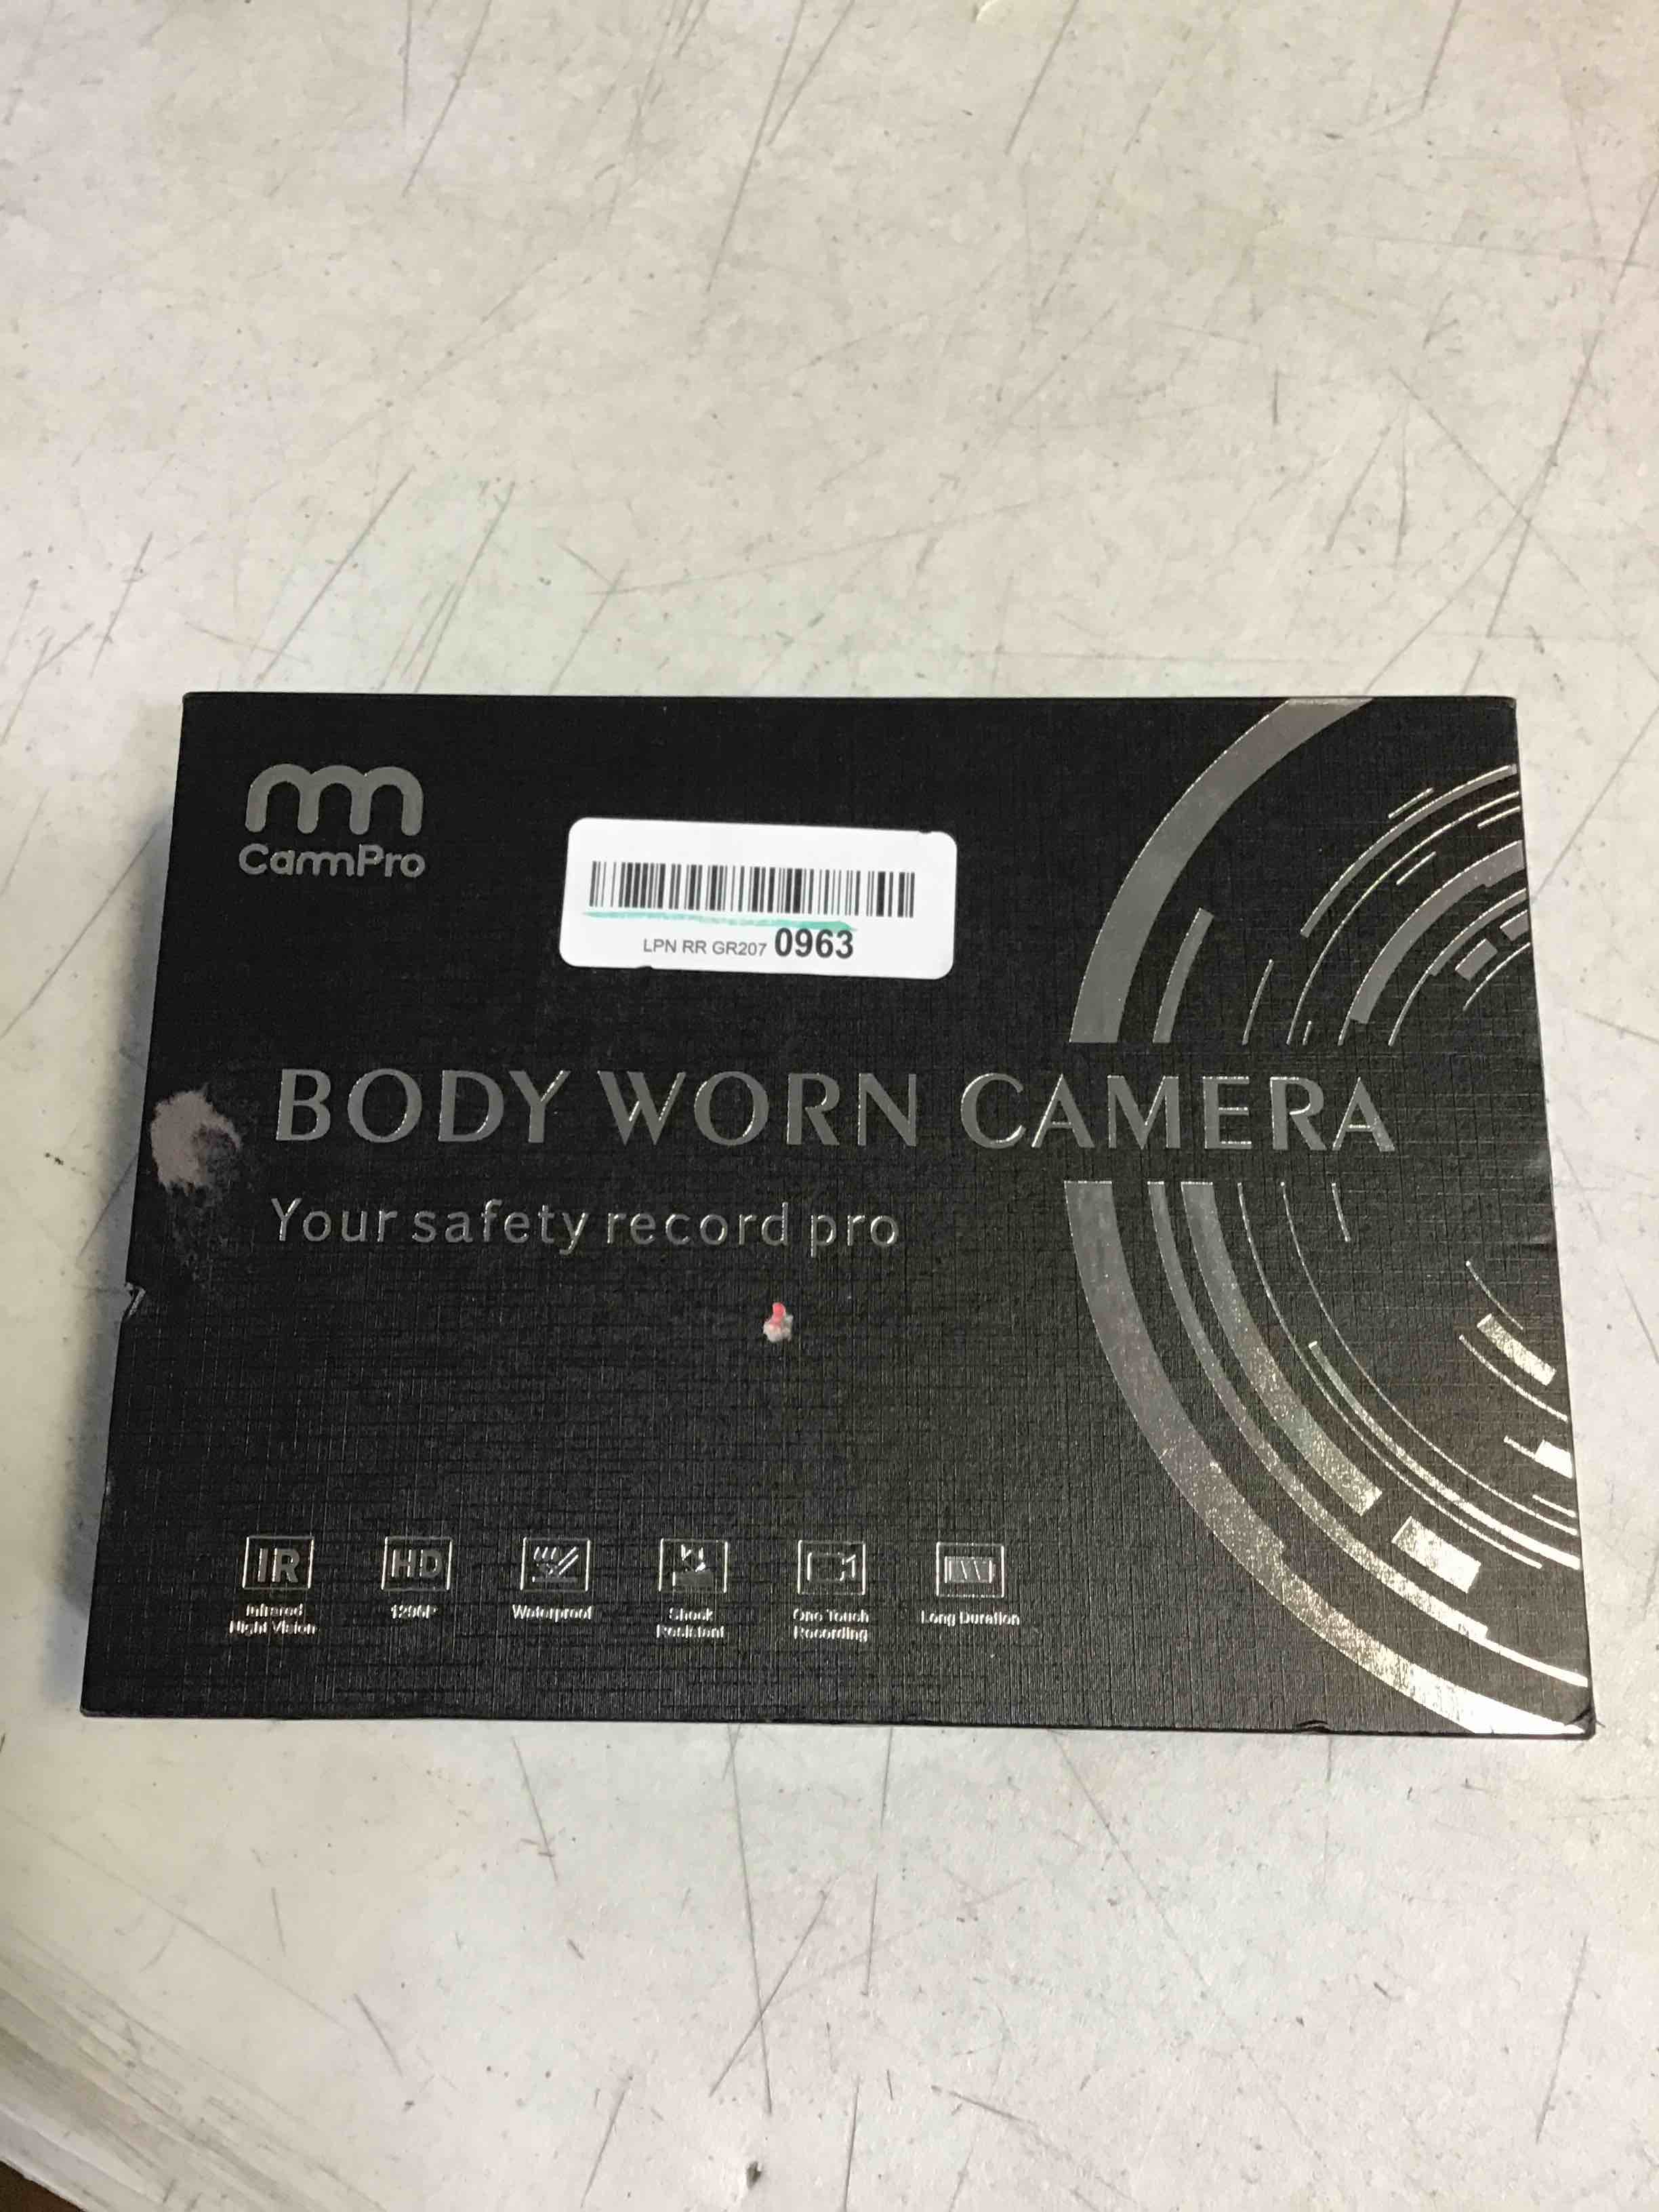 CammPro
LPN RR GR207 0963
BODY WORN CAMERA
Your safety record pro
IR
HD
Infrared
Night Vision
1296P
Waterproof
Shock
Resistant
One Touch
Recording
Long Duration